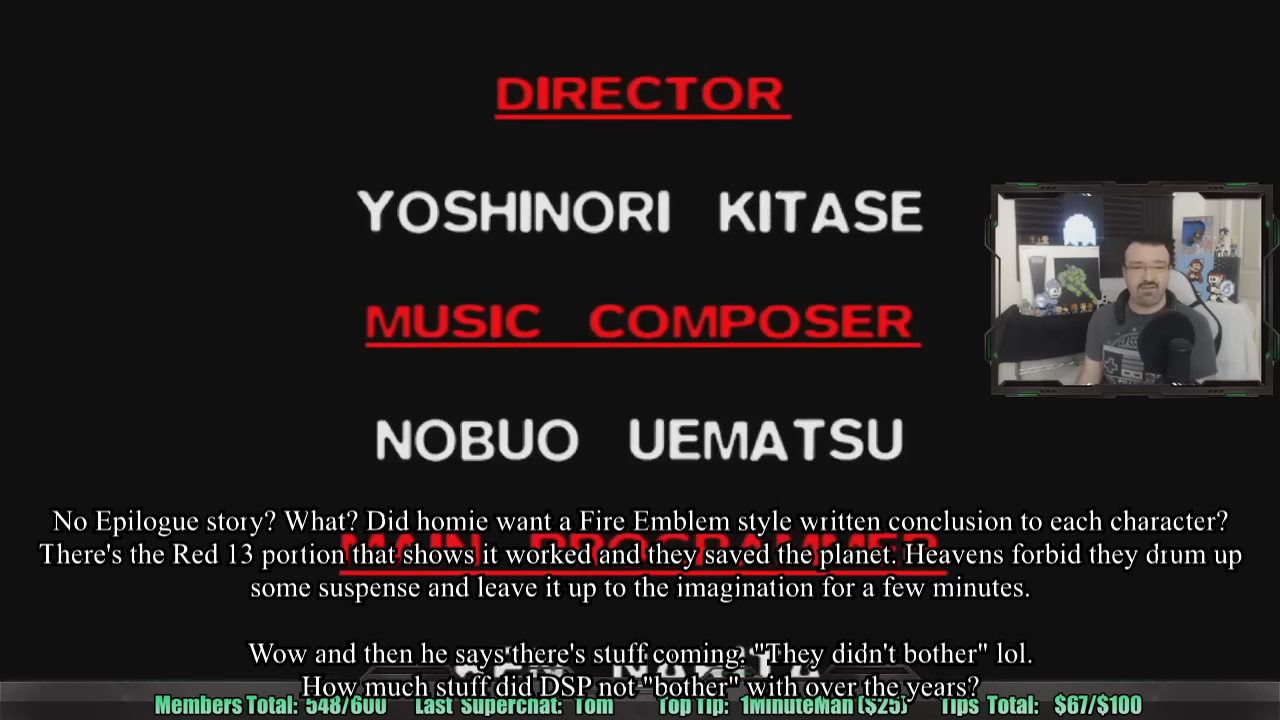 DIRECTOR
YOSHINORI KITASE
MUSIC COMPOSER
NOBUO UEMATSU
No Epilogue story? What? Did homie want a Fire Emblem style written conclusion to each character?
MAIN PROGRAMMER
There's the Red 13 portion that shows it worked and they saved the planet. Heavens forbid they drum up
some suspense and leave it up to the imagination for a few minutes.
Wow and then he says there's stuff coming. "They didn't bother" lol.
How much stuff did DSP not "bother" with over the years?
Members Total: 548/600 Last Superchat: Tom Top Tip: 1MinuteMan ($25) Tips Total: $67/$100